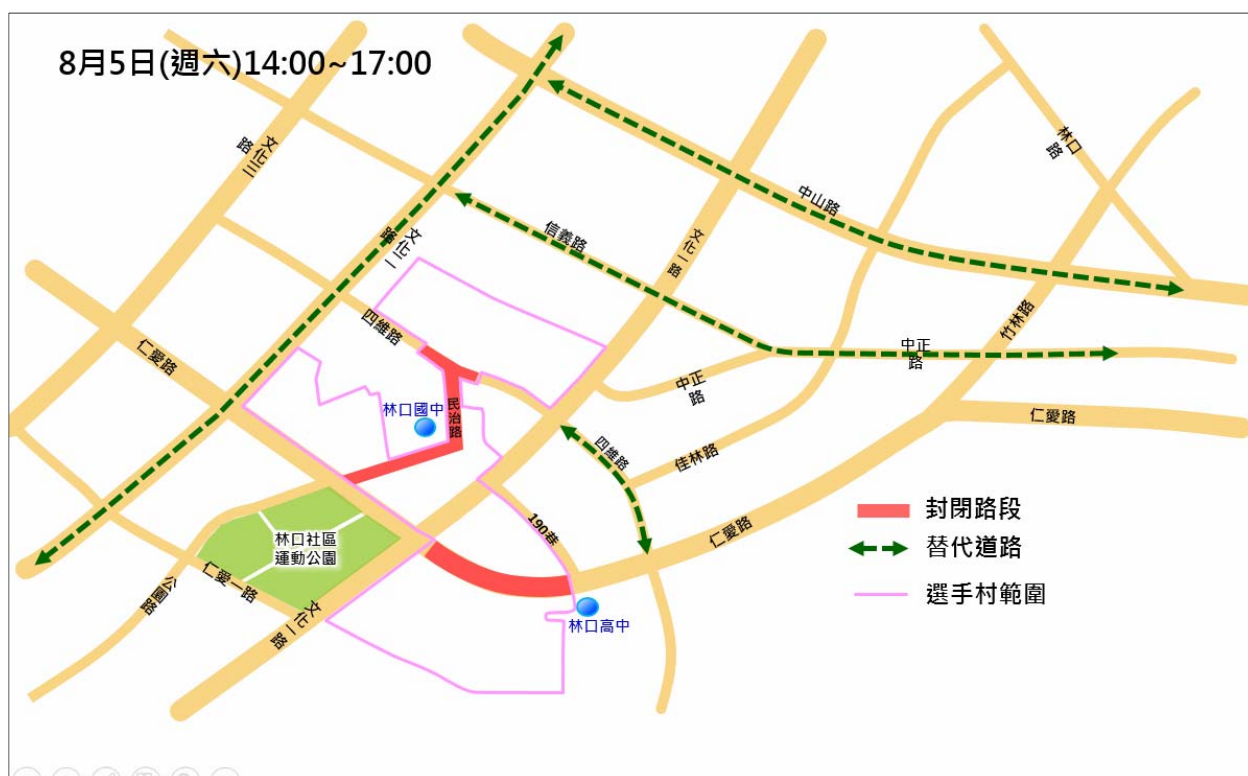 8月5日(週六)14:00~17:00
文化三
路
林口
路
中山路
文化二
路
信義路
文化一路
竹林路
四維路
中正
路
仁愛路
中正
路
林口國中
民治路
仁愛路
四維路
佳林路
封閉路段
190巷
仁愛路
替代道路
林口社區
運動公園
選手村範圍
仁愛一路
公園路
文化一路
林口高中